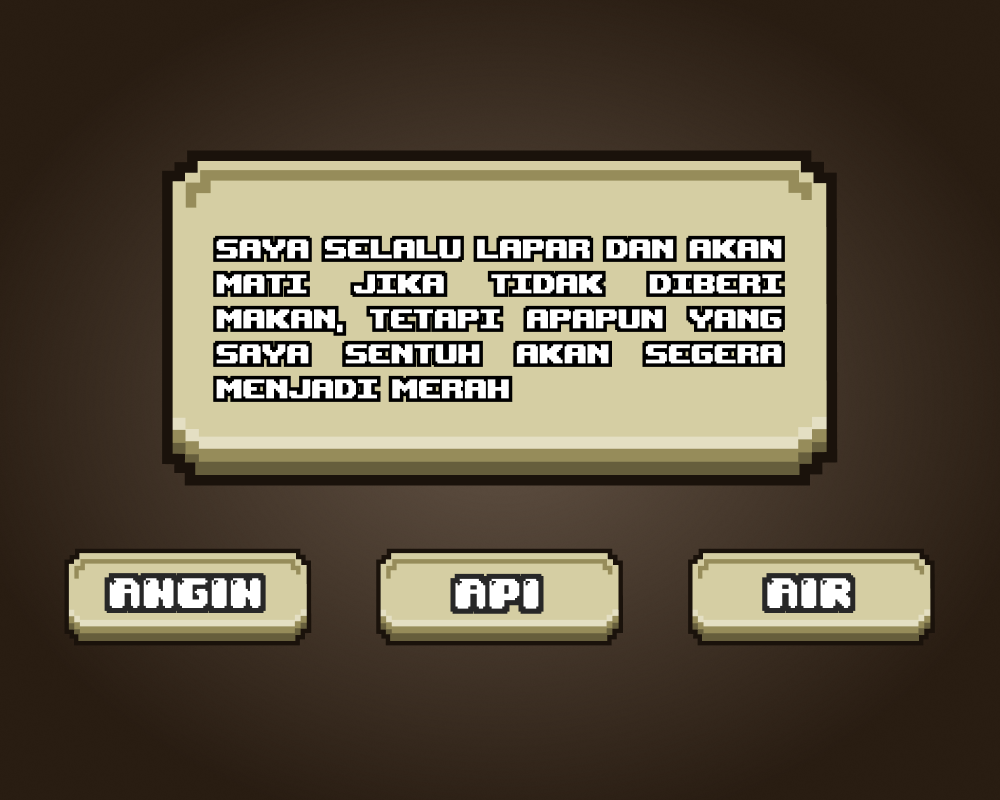 SAYA SELALU LAPAR DAN AKAN
MATI JIKA TIDAK DIBERI
MAKAN, TETAPI APAPUN YANG
SAYA SENTUH AKAN SEGERA
MENJADI MERAH
ANGIN
API
AIR